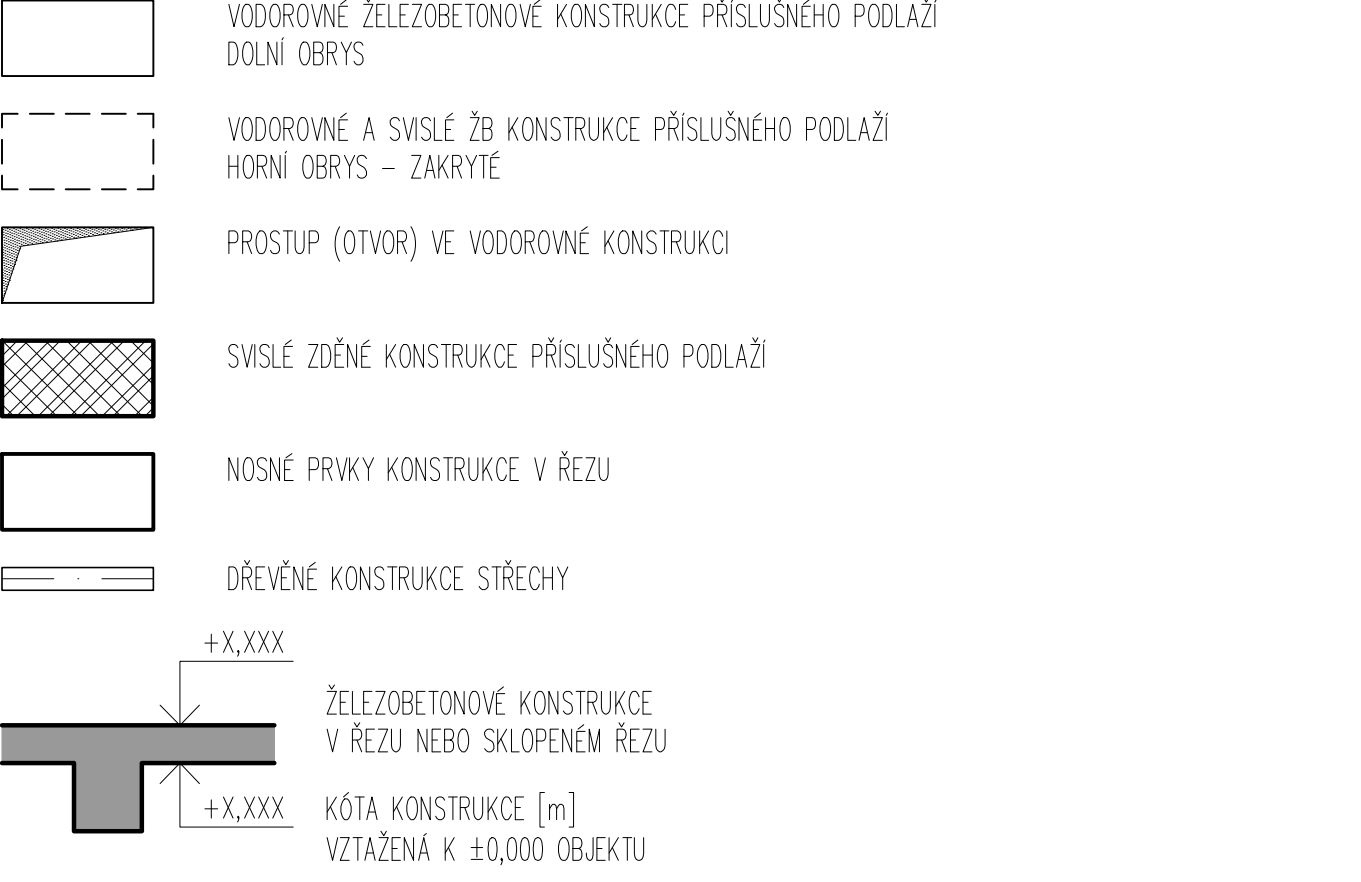 VODOROVNÉ ŽELEZOBETONOVÉ KONSTRUKCE PŘÍSLUŠNÉHO PODLAŽÍ
DOLNÍ OBRYS
VODOROVNÉ A SVISLÉ ŽB KONSTRUKCE PŘÍSLUŠNÉHO PODLAŽÍ
HORNÍ OBRYS – ZAKRYTÉ
PROSTUP (OTVOR) VE VODOROVNÉ KONSTRUKCI
SVISLÉ ZDĚNÉ KONSTRUKCE PŘÍSLUŠNÉHO PODLAŽÍ
NOSNÉ PRVKY KONSTRUKCE V ŘEZU
DŘEVĚNÉ KONSTRUKCE STŘECHY
+X,XXX
ŽELEZOBETONOVÉ KONSTRUKCE
V ŘEZU NEBO SKLOPENÉM ŘEZU
+X,XXX
KÓTA KONSTRUKCE [m]
VZTAŽENÁ K ±0,000 OBJEKTU